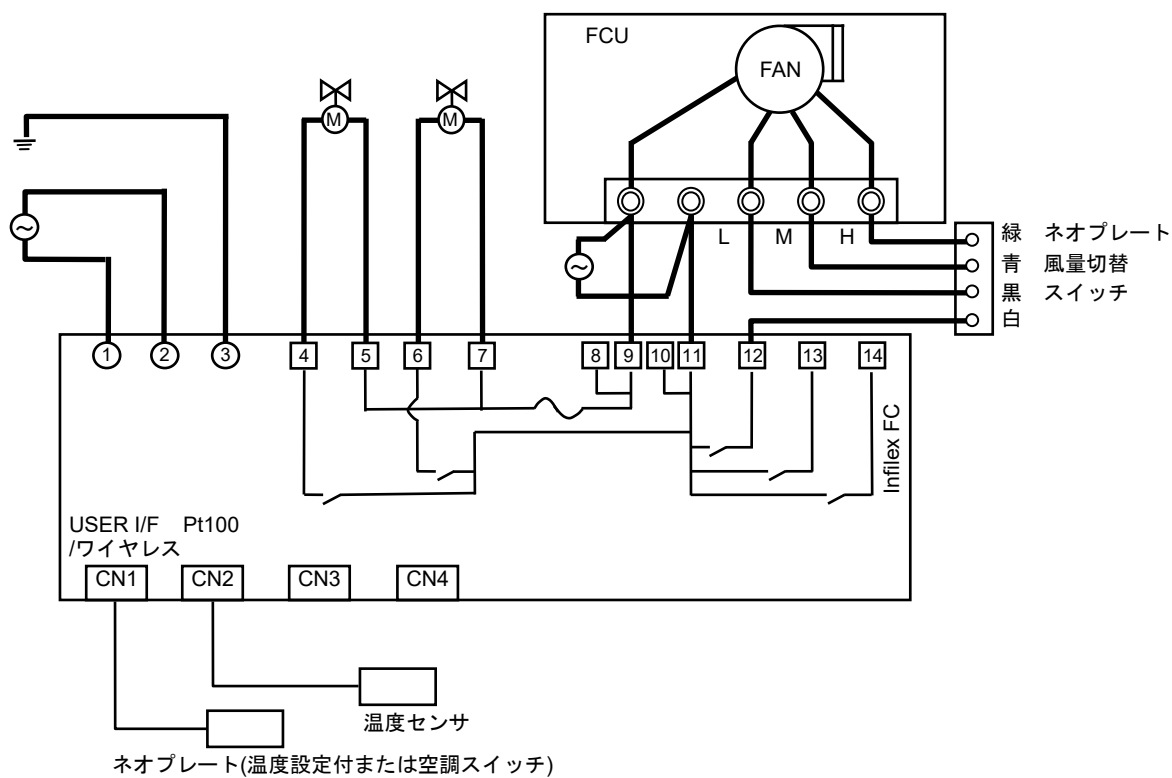 FCU
FAN
M
M
~
~
L
M
H
緑 ネオプレート
青 風量切替
黒 スイッチ
白
1
2
3
4
5
6
7
8
9
10
11
12
13
14
Infilex FC
USER I/F
/ワイヤレス
Pt100
CN1
CN2
CN3
CN4
温度センサ
ネオプレート(温度設定付または空調スイッチ)